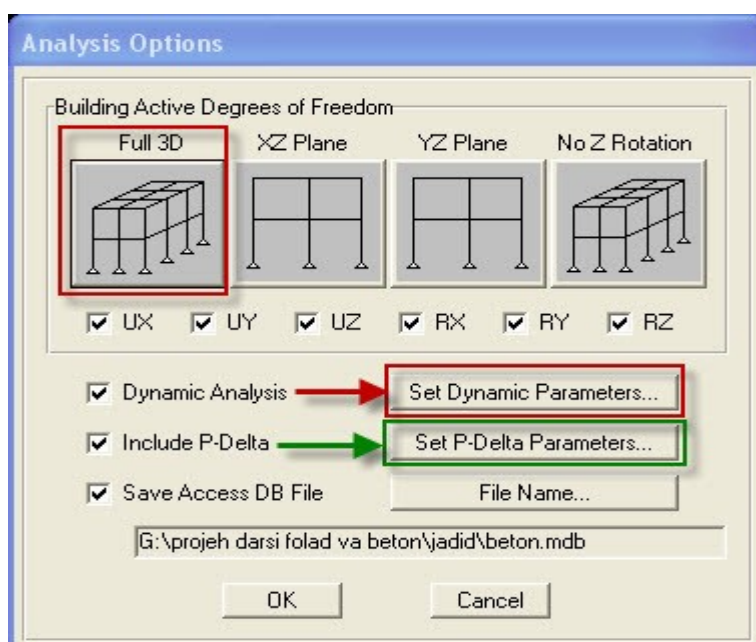 Analysis Options
Building Active Degrees of Freedom
Full 3D XZ Plane YZ Plane No Z Rotation
UX UY UZ RX RY RZ
Dynamic Analysis Set Dynamic Parameters...
Include P-Delta Set P-Delta Parameters...
Save Access DB File File Name...
G:\projeh darsi folad va beton\jadid\beton.mdb
OK Cancel